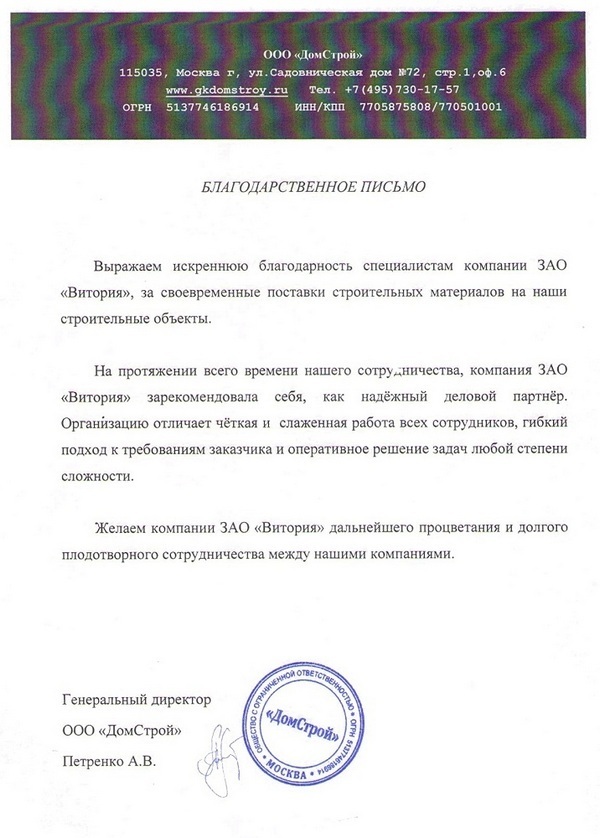 ООО «ДомСтрой»
115035, Москва г, ул.Садовническая дом №72, стр.1,оф.6
www.gkdomstroy.ru Тел. +7(495)730-17-57
ОГРН 5137746186914 ИНН/КПП 7705875808/770501001
БЛАГОДАРСТВЕННОЕ ПИСЬМО
Выражаем искреннюю благодарность специалистам компании ЗАО
«Витория», за своевременные поставки строительных материалов на наши
строительные объекты.
На протяжении всего времени нашего сотрудничества, компания ЗАО
«Витория» зарекомендовала себя, как надёжный деловой партнёр.
Организацию отличает чёткая и слаженная работа всех сотрудников, гибкий
подход к требованиям заказчика и оперативное решение задач любой степени
сложности.
Желаем компании ЗАО «Витория» дальнейшего процветания и долгого
плодотворного сотрудничества между нашими компаниями.
Генеральный директор
ООО «ДомСтрой»
Петренко А.В.
ОБЩЕСТВО С ОГРАНИЧЕННОЙ ОТВЕТСТВЕННОСТЬЮ * ОГРН 5137746186914
«ДомСтрой»
* МОСКВА *